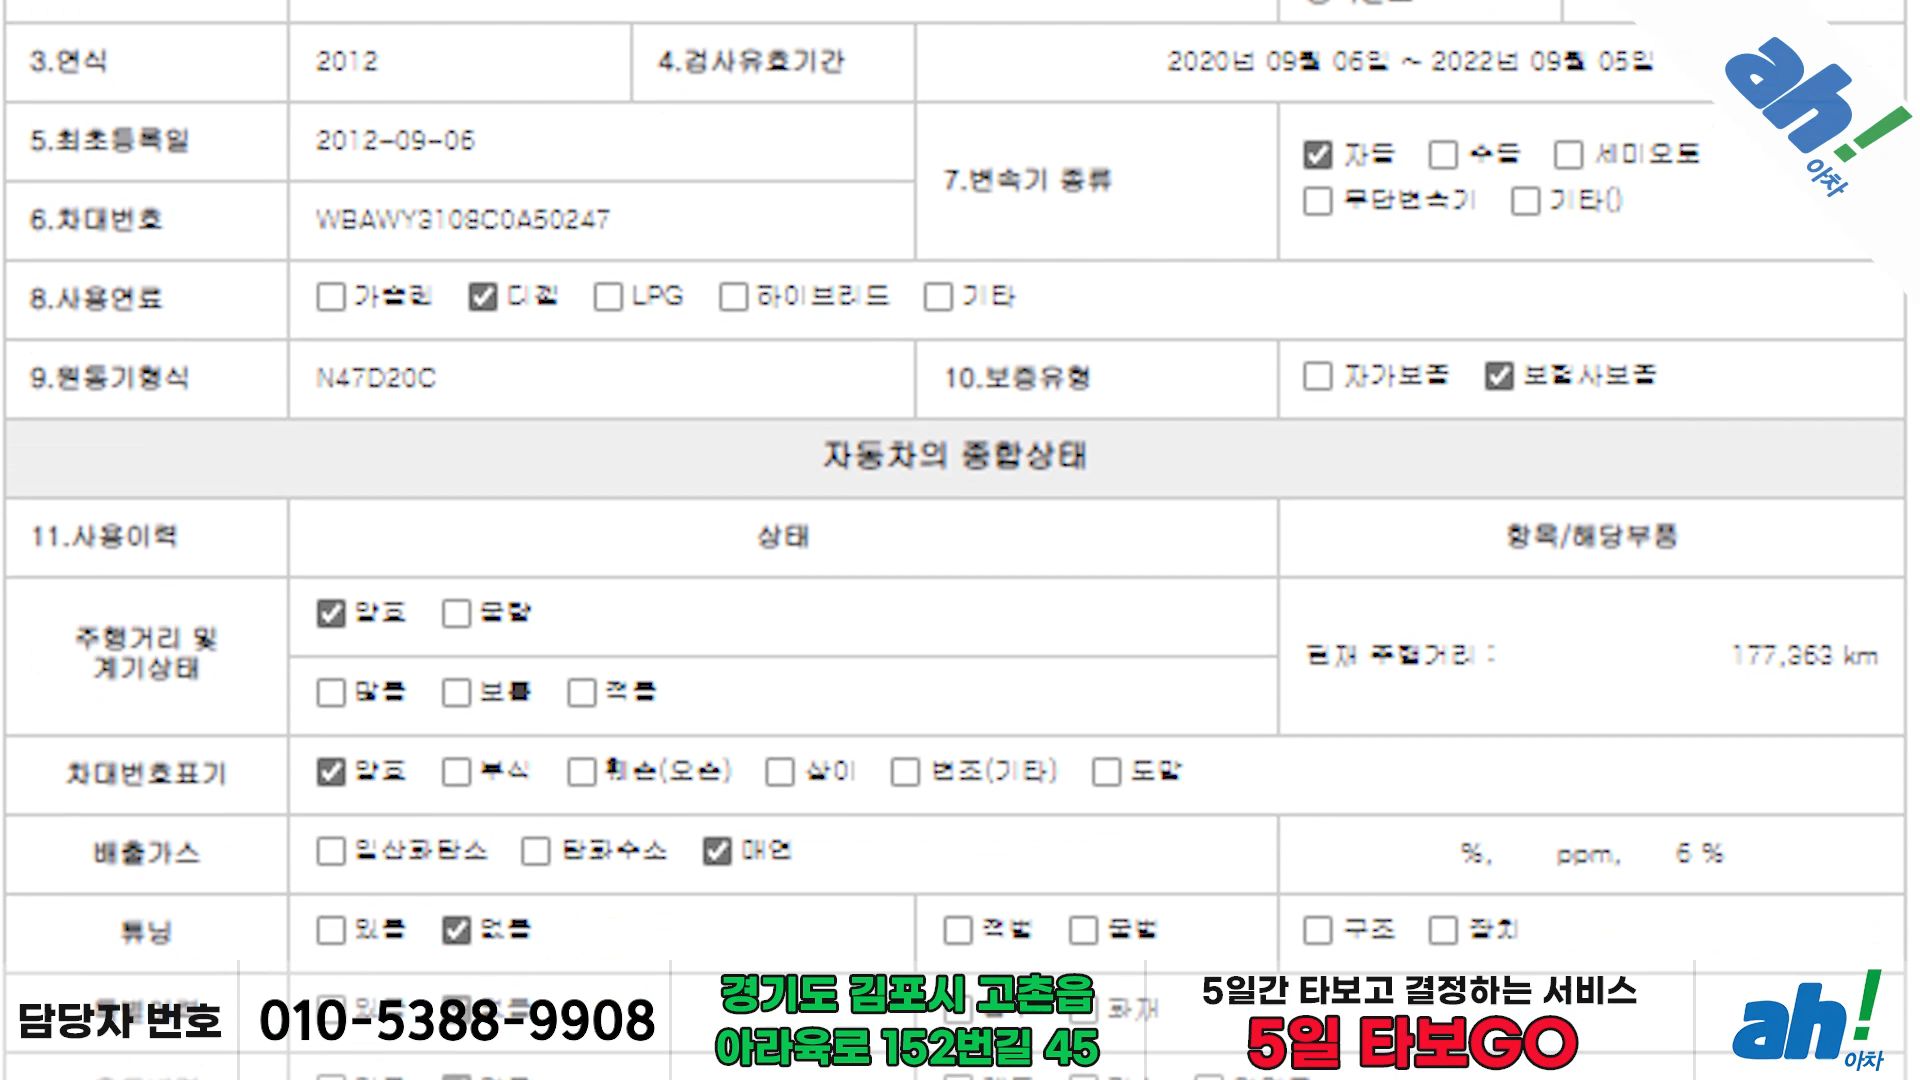 3.연식 2012 4.검사유효기간 2020년 09월 06일 ~ 2022년 09월 05일
5.최초등록일 2012-09-06 7.변속기 종류 자동 수동 세미오토
무단변속기 기타()
6.차대번호 WBAWY3108C0A50247
8.사용연료 가솔린 디젤 LPG 하이브리드 기타
9.원동기형식 N47D20C 10.보증유형 자가보증 보험사보증
자동차의 종합상태
11.사용이력 상태 항목/해당부품
주행거리 및 계기상태 양호 불량
많음 보통 적음
현재 주행거리 : 177,363 km
차대번호표기 양호 부식 훼손(오손) 상이 변조(기타) 도말
배출가스 일산화탄소 탄화수소 매연 %, ppm, 6 %
튜닝 있음 없음 적법 불법 구조 장치
화재
담당자 번호 010-5388-9908
경기도 김포시 고촌읍
아라육로 152번길 45
5일간 타보고 결정하는 서비스
5일 타보GO
ah! 아차
ah! 아차